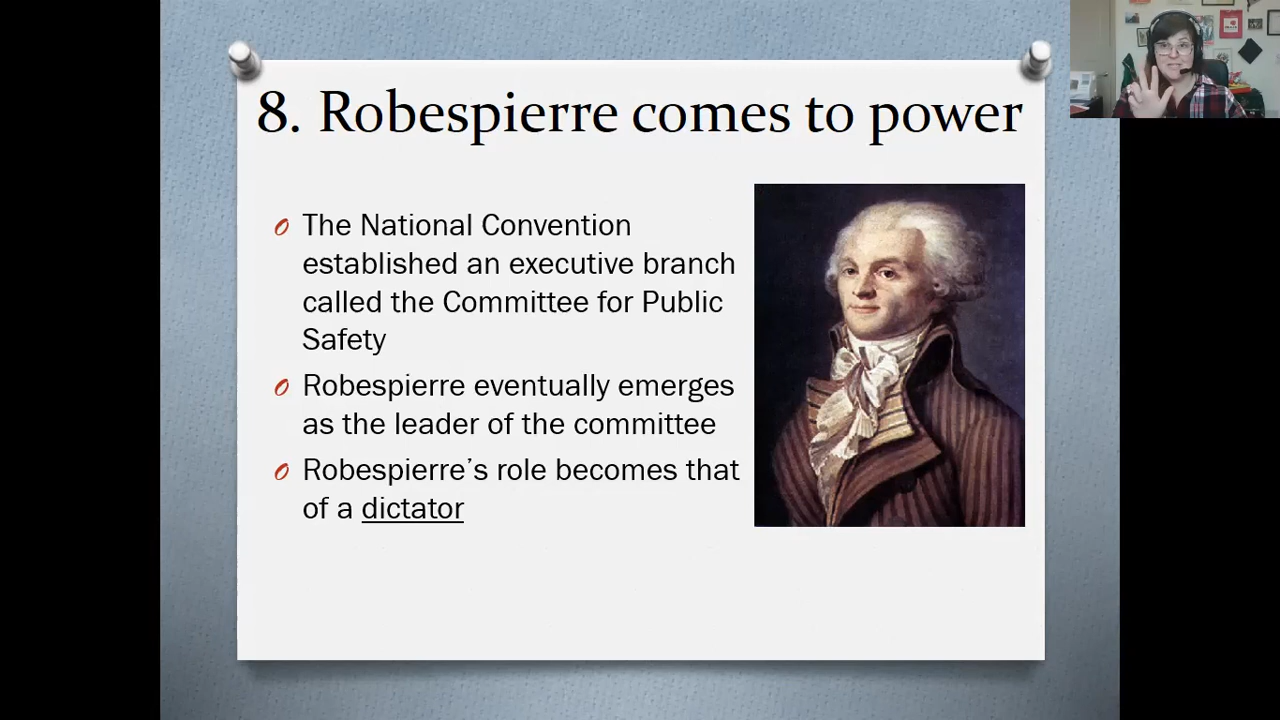 8. Robespierre comes to power
The National Convention
established an executive branch
called the Committee for Public
Safety
Robespierre eventually emerges
as the leader of the committee
Robespierre’s role becomes that
of a dictator